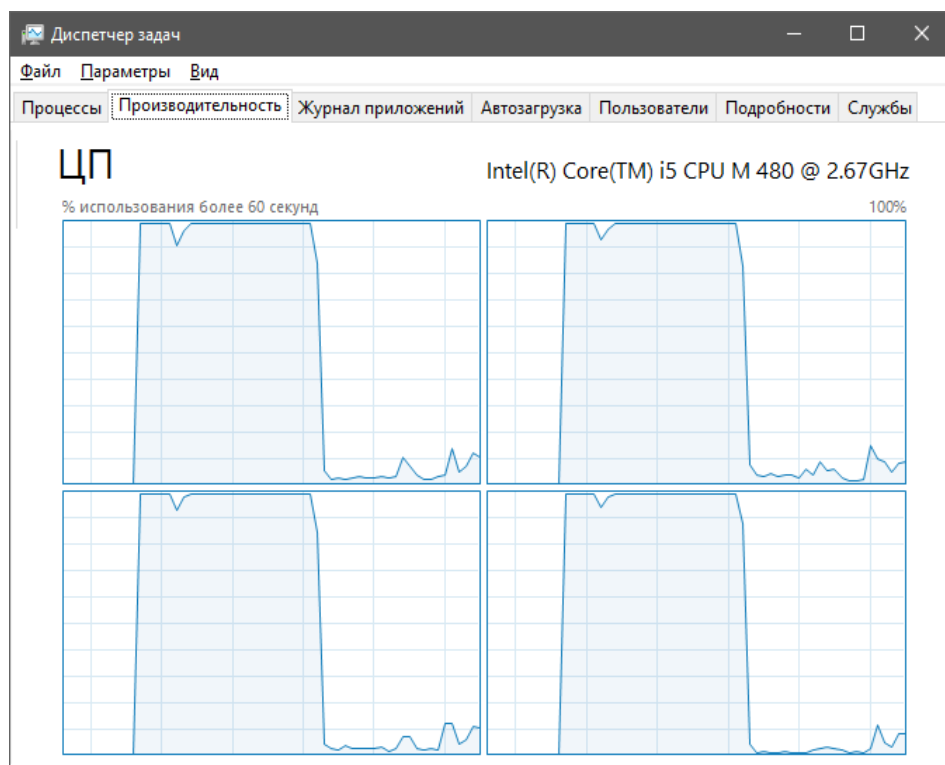 Диспетчер задач
Файл Параметры Вид
Процессы Производительность Журнал приложений Автозагрузка Пользователи Подробности Службы
ЦП Intel(R) Core(TM) i5 CPU M 480 @ 2.67GHz
% использования более 60 секунд 100%